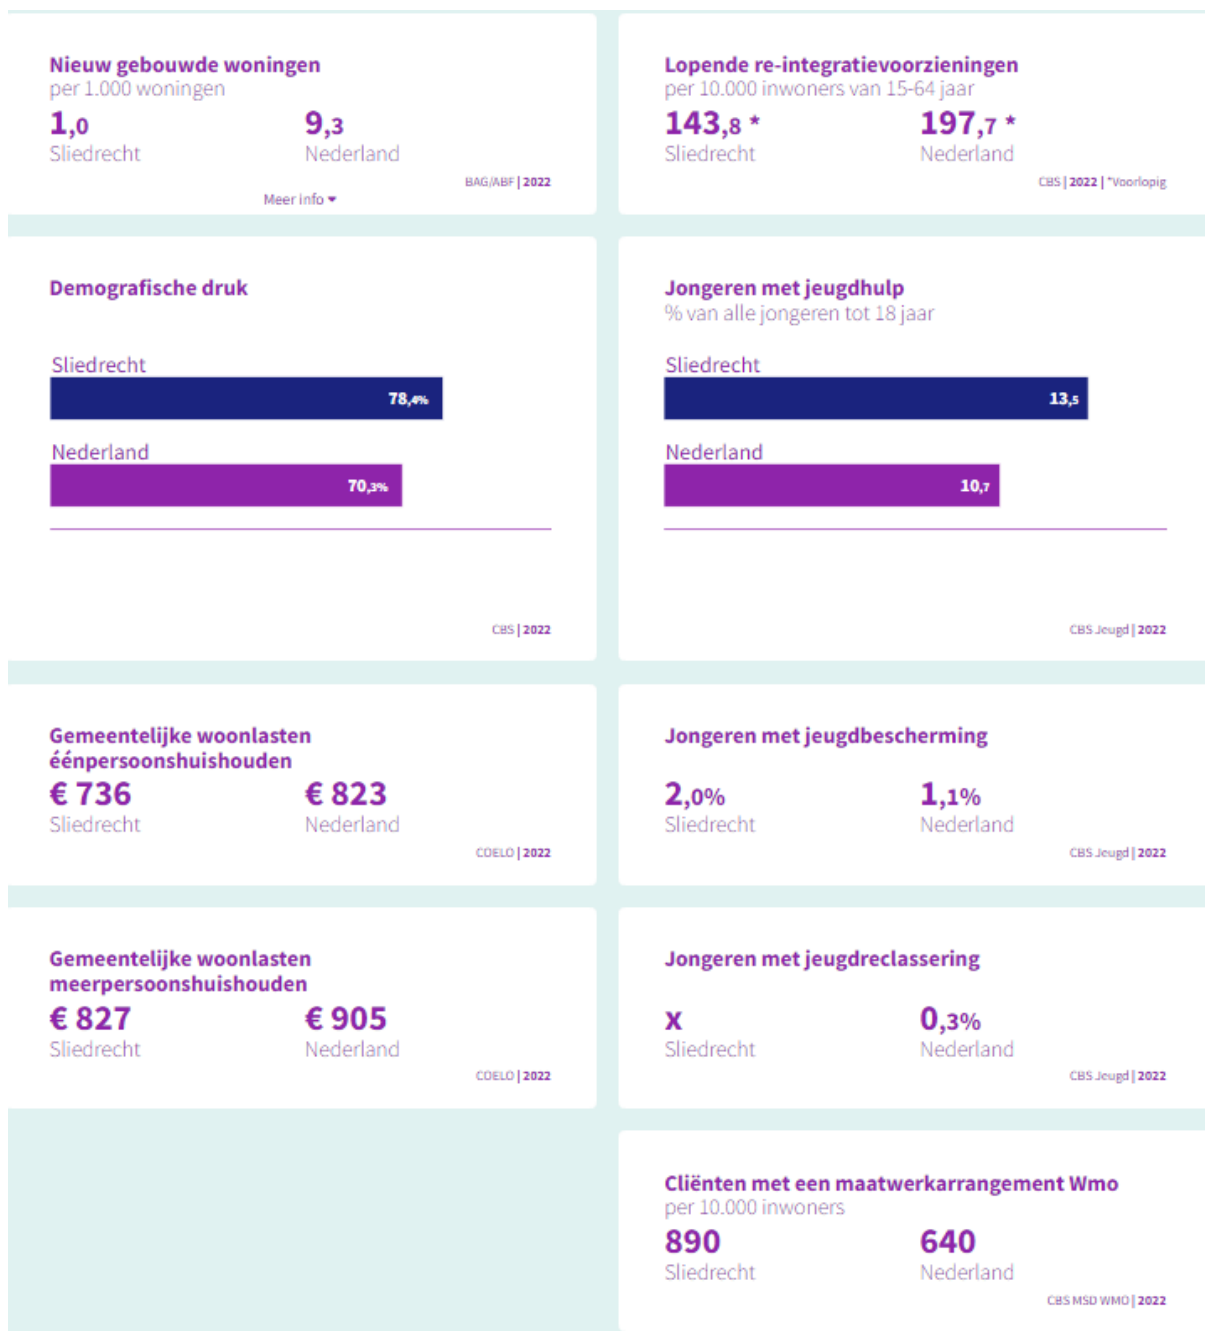 Nieuw gebouwde woningen
per 1.000 woningen
1,0 9,3
Sliedrecht Nederland
BAG/ABF | 2022
Meer info
Lopende re-integratievoorzieningen
per 10.000 inwoners van 15-64 jaar
143,8 * 197,7 *
Sliedrecht Nederland
CBS | 2022 | *Voorlopig
Demografische druk
Sliedrecht
78,4%
Nederland
70,3%
CBS | 2022
Jongeren met jeugdhulp
% van alle jongeren tot 18 jaar
Sliedrecht
13,5
Nederland
10,7
CBS Jeugd | 2022
Gemeentelijke woonlasten
éénpersoonshuishouden
€ 736 € 823
Sliedrecht Nederland
COELO | 2022
Jongeren met jeugdbescherming
2,0% 1,1%
Sliedrecht Nederland
CBS Jeugd | 2022
Gemeentelijke woonlasten
meerpersoonshuishouden
€ 827 € 905
Sliedrecht Nederland
COELO | 2022
Jongeren met jeugdreclassering
x 0,3%
Sliedrecht Nederland
CBS Jeugd | 2022
Cliënten met een maatwerkarrangement Wmo
per 10.000 inwoners
890 640
Sliedrecht Nederland
CBS MSD WMO | 2022